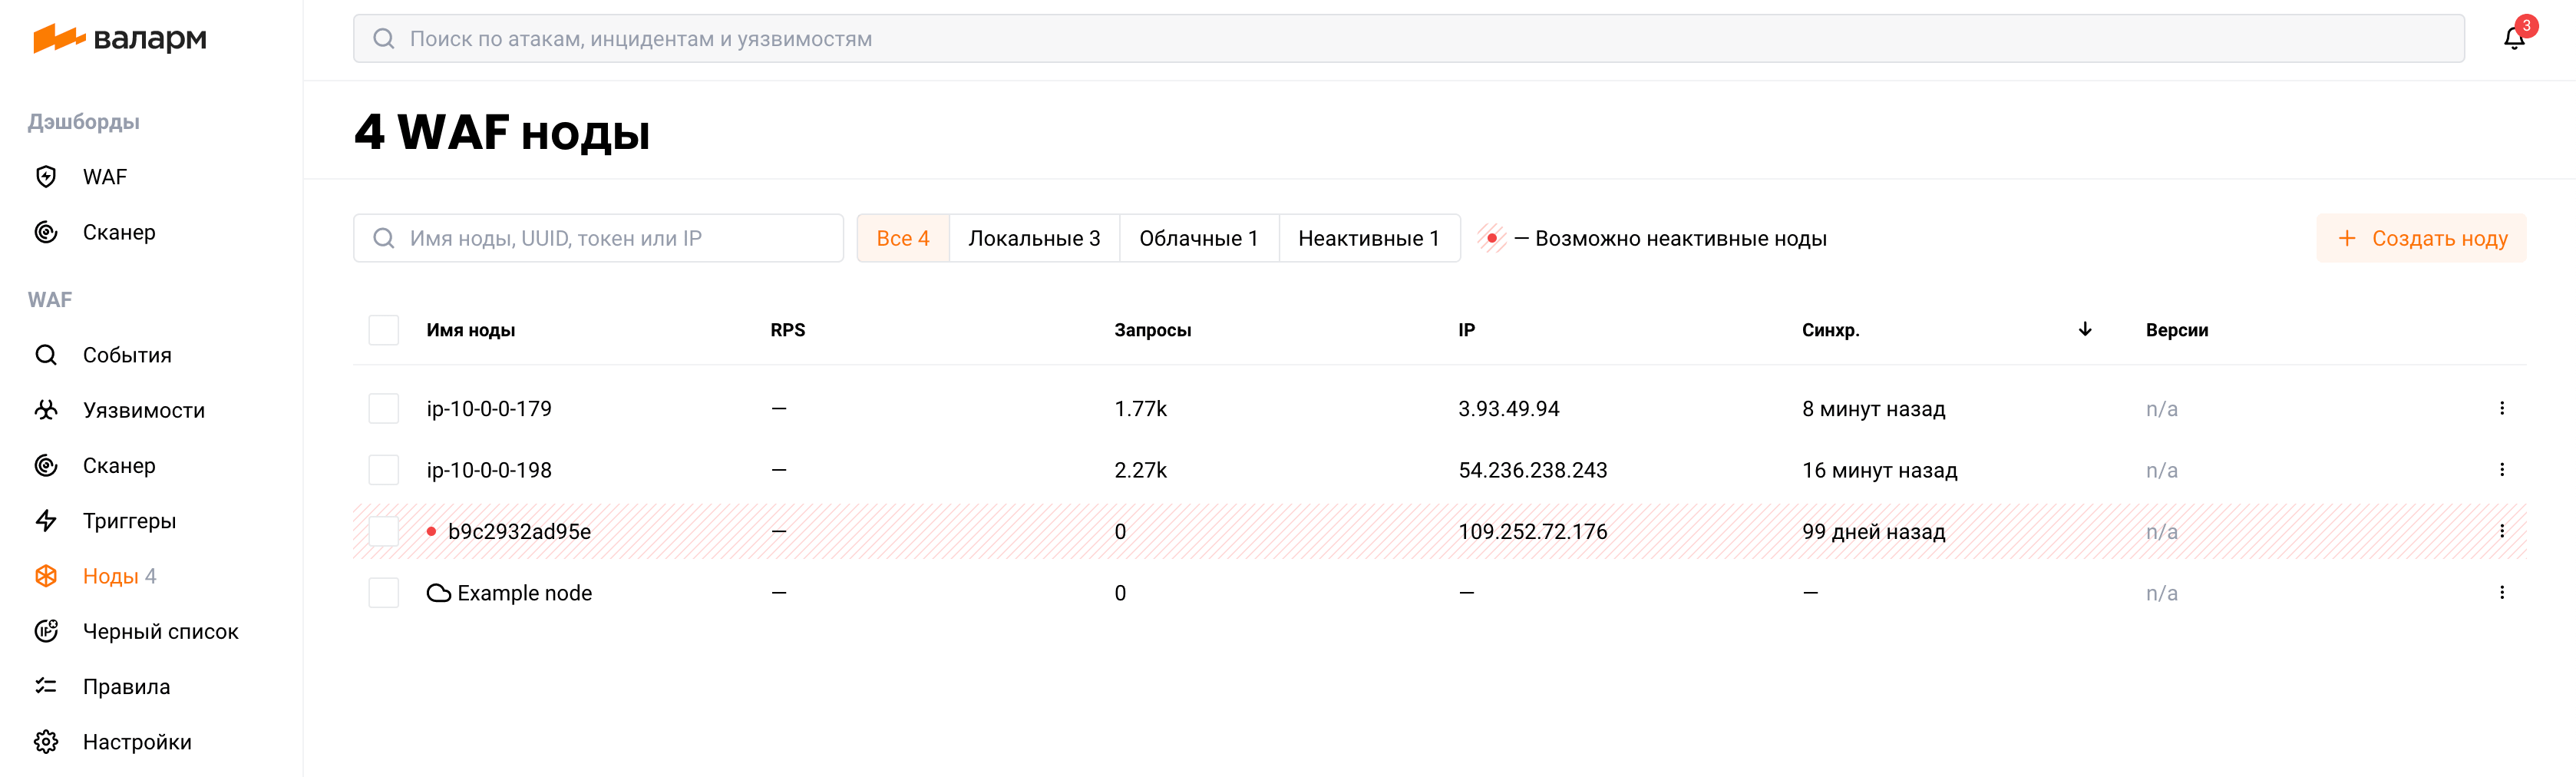 валарм
Поиск по атакам, инцидентам и уязвимостям
3
Дэшборды
WAF
Сканер
WAF
События
Уязвимости
Сканер
Триггеры
Ноды 4
Черный список
Правила
Настройки
4 WAF ноды
Имя ноды, UUID, токен или IP
Все 4 Локальные 3 Облачные 1 Неактивные 1 — Возможно неактивные ноды + Создать ноду
Имя ноды RPS Запросы IP Синхр. ↓ Версии
ip-10-0-0-179 — 1.77k 3.93.49.94 8 минут назад n/a
ip-10-0-0-198 — 2.27k 54.236.238.243 16 минут назад n/a
b9c2932ad95e — 0 109.252.72.176 99 дней назад n/a
Example node — 0 — — n/a